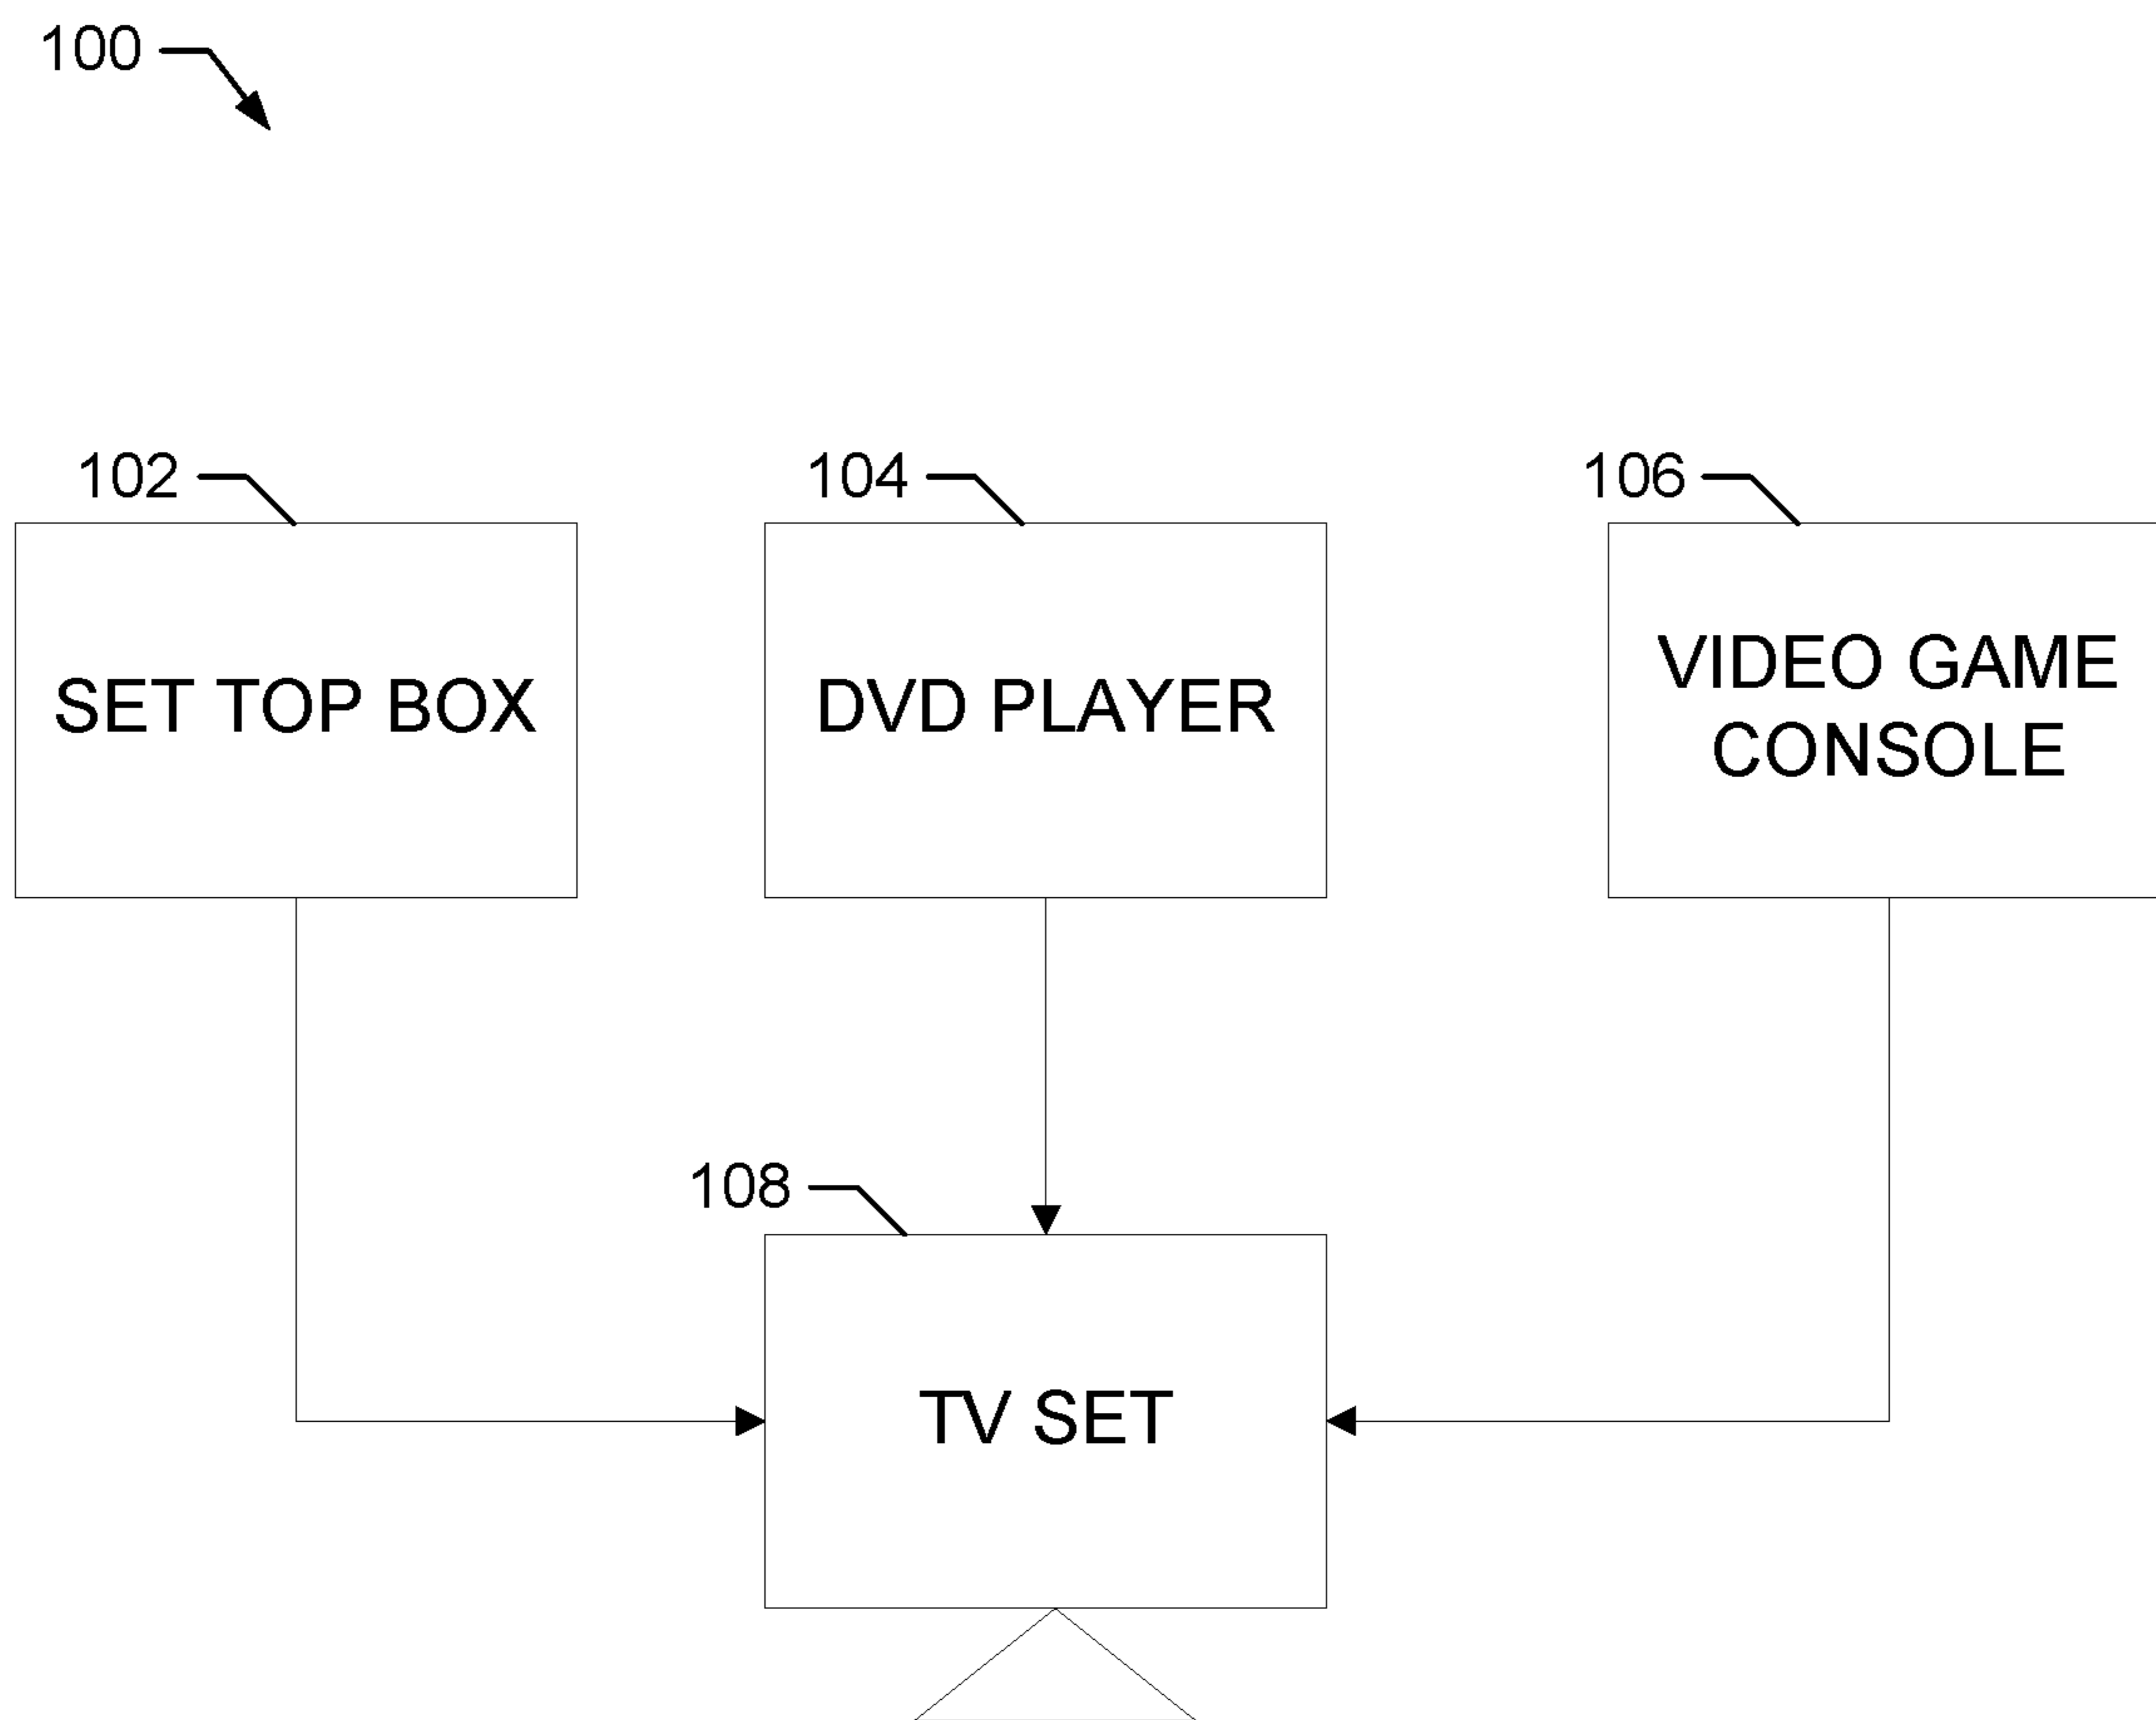 100
102
104
106
SET TOP BOX
DVD PLAYER
VIDEO GAME
CONSOLE
108
TV SET